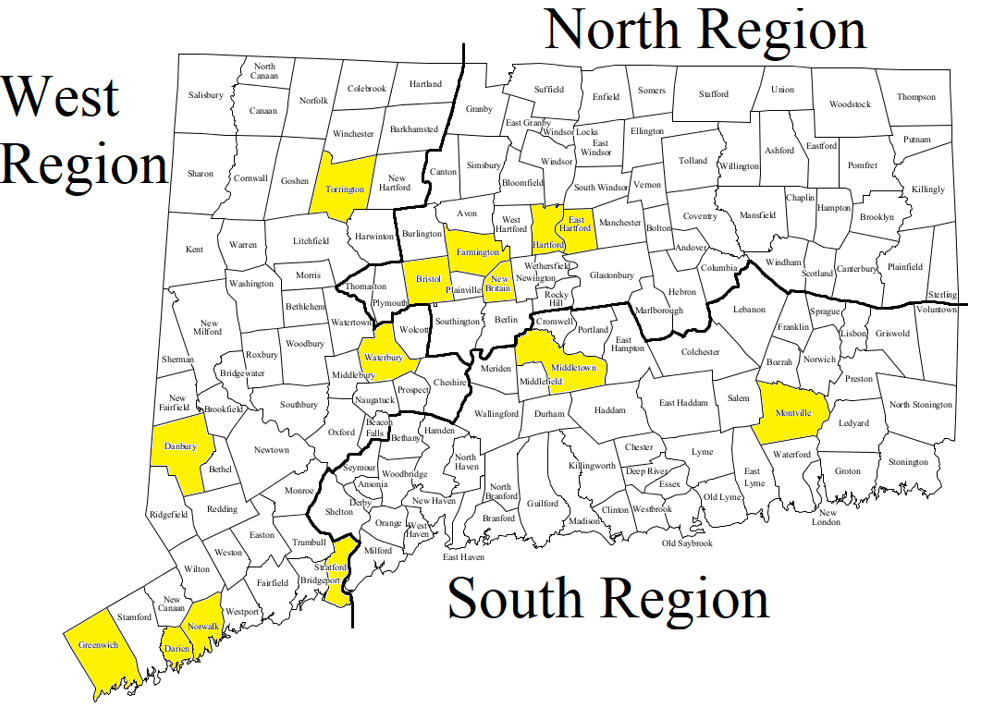 North Region
West
Region
South Region
North
Canaan
Salisbury
Canaan
Norfolk
Colebrook
Hartland
Winchester
Barkhamsted
Sharon
Cornwall
Goshen
Torrington
New
Hartford
Granby
Suffield
Enfield
Somers
Stafford
Union
Woodstock
Thompson
East Granby
Windsor Locks
East
Windsor
Ellington
Putnam
Canton
Simsbury
Windsor
Bloomfield
South Windsor
Vernon
Tolland
Willington
Ashford
Eastford
Pomfret
Killingly
Avon
West
Hartford
Hartford
East
Hartford
Manchester
Bolton
Coventry
Mansfield
Chaplin
Hampton
Brooklyn
Kent
Warren
Litchfield
Harwinton
Burlington
Farmington
Andover
Windham
Scotland
Canterbury
Plainfield
Sterling
Washington
Morris
Thomaston
Plymouth
Bristol
Plainville
New
Britain
Newington
Wethersfield
Rocky
Hill
Glastonbury
Hebron
Columbia
Bethlehem
Watertown
Wolcott
Southington
Berlin
Cromwell
Portland
Marlborough
Lebanon
Franklin
Sprague
Lisbon
Griswold
Voluntown
New
Milford
Sherman
Roxbury
Woodbury
Bridgewater
Middlebury
Waterbury
Cheshire
Meriden
Middletown
Middlefield
East
Hampton
Colchester
Bozrah
Norwich
Preston
New
Fairfield
Brookfield
Southbury
Naugatuck
Prospect
Wallingford
Durham
Haddam
East Haddam
Salem
Montville
Ledyard
North Stonington
Danbury
Bethel
Newtown
Oxford
Beacon
Falls
Bethany
Hamden
North
Haven
Killingworth
Chester
Deep River
Essex
Lyme
East
Lyme
Waterford
Groton
Stonington
Ridgefield
Redding
Monroe
Seymour
Ansonia
Derby
Woodbridge
Shelton
Orange
West
Haven
New Haven
North
Branford
Branford
Guilford
Madison
Clinton
Westbrook
Old Lyme
Old Saybrook
New
London
East Haven
Wilton
Weston
Easton
Trumbull
Stratford
Bridgeport
Milford
Fairfield
Westport
New
Canaan
Stamford
Norwalk
Darien
Greenwich